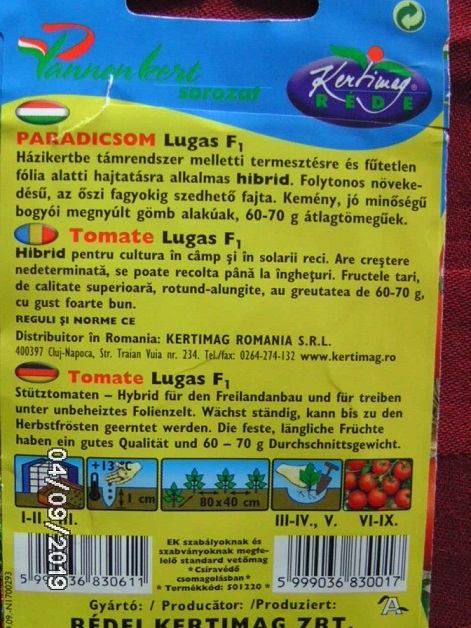 Pannonkert
sorozat
Kertimag®
RÉDE
PARADICSOM Lugas F1
Házikertbe támrendszer melletti termesztésre és fűtetlen
fólia alatti hajtatásra alkalmas hibrid. Folytonos növeke-
désű, az őszi fagyokig szedhető fajta. Kemény, jó minőségű
bogyói megnyúlt gömb alakúak, 60-70 g átlagtömegűek.
Tomate Lugas F1
Hibrid pentru cultura în câmp şi în solarii reci. Are creştere
nedeterminată, se poate recolta până la îngheţuri. Fructele tari,
de calitate superioară, rotund-alungite, au greutatea de 60-70 g,
cu gust foarte bun.
REGULI ŞI NORME CE
Distribuitor în Romania: KERTIMAG ROMANIA S.R.L.
400397 Cluj-Napoca, Str. Traian Vuia nr. 234. Tel./fax: 0264-274-132 www.kertimag.ro
Tomate Lugas F1
Stütztomaten – Hybrid für den Freilandanbau und für treiben
unter unbeheiztes Folienzelt. Wächst ständig, kann bis zu den
Herbstfrösten geerntet werden. Die feste, längliche Früchte
haben ein gutes Qualität und 60 – 70 g Durchschnittsgewicht.
+13 °C
1 cm
80x40 cm
I-II., III.
III-IV., V.
VI-IX.
EK szabályoknak és
szabványoknak megfe-
lelő standard vetőmag
*Csíravédő
csomagolásban*
* Termékkód: 501220 *
5 999036 830611
5 999036 830017
Gyártó: / Producător: /Produziert:
RÉDEI KERTIMAG ZRT.
09.-N1700293
04/09/2019